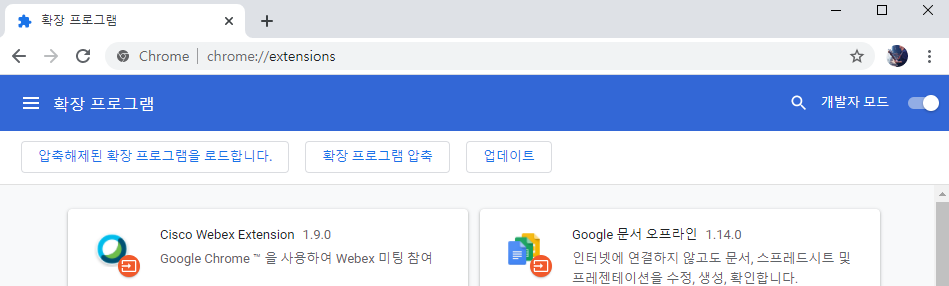 확장 프로그램
Chrome | chrome://extensions
확장 프로그램 개발자 모드
압축해제된 확장 프로그램을 로드합니다. 확장 프로그램 압축 업데이트
Cisco Webex Extension 1.9.0
Google Chrome ™ 을 사용하여 Webex 미팅 참여
Google 문서 오프라인 1.14.0
인터넷에 연결하지 않고도 문서, 스프레드시트 및
프레젠테이션을 수정, 생성, 확인합니다.